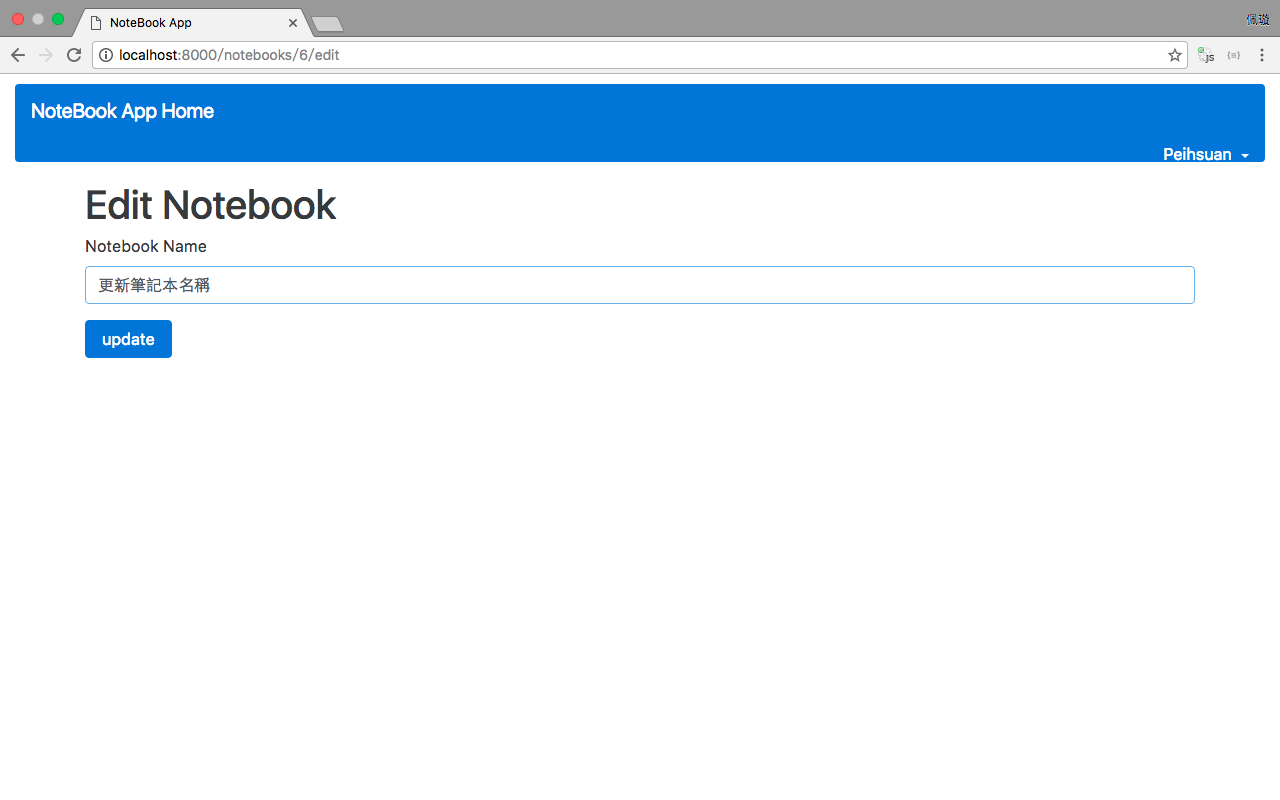 NoteBook App
佩璇
localhost:8000/notebooks/6/edit
JS
NoteBook App Home
Peihsuan
Edit Notebook
Notebook Name
更新筆記本名稱
update